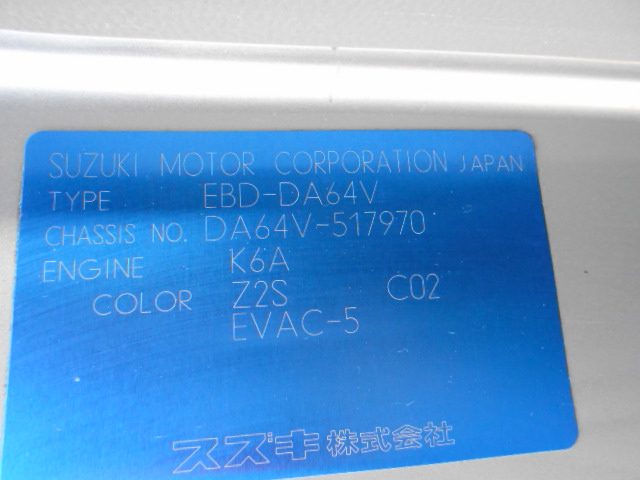 SUZUKI MOTOR CORPORATION JAPAN
TYPE EBD-DA64V
CHASSIS NO. DA64V-517970
ENGINE K6A
COLOR Z2S C02
EVAC-5
スズキ株式会社